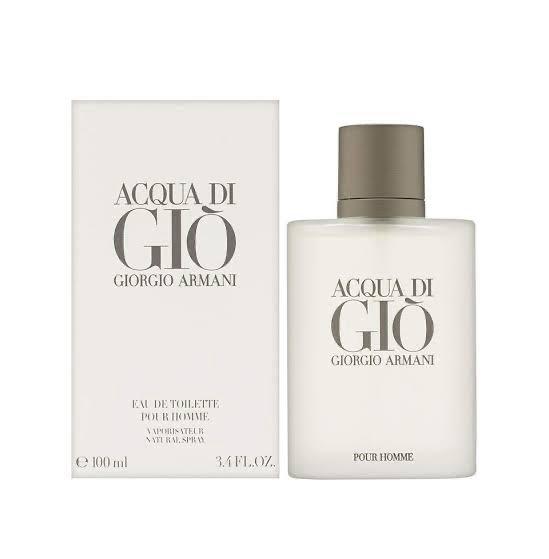 ACQUA DI
GIÒ
GIORGIO ARMANI
EAU DE TOILETTE
POUR HOMME
VAPORISATEUR
NATURAL SPRAY
℮ 100 ml 3.4 FL.OZ.
ACQUA DI
GIÒ
GIORGIO ARMANI
POUR HOMME